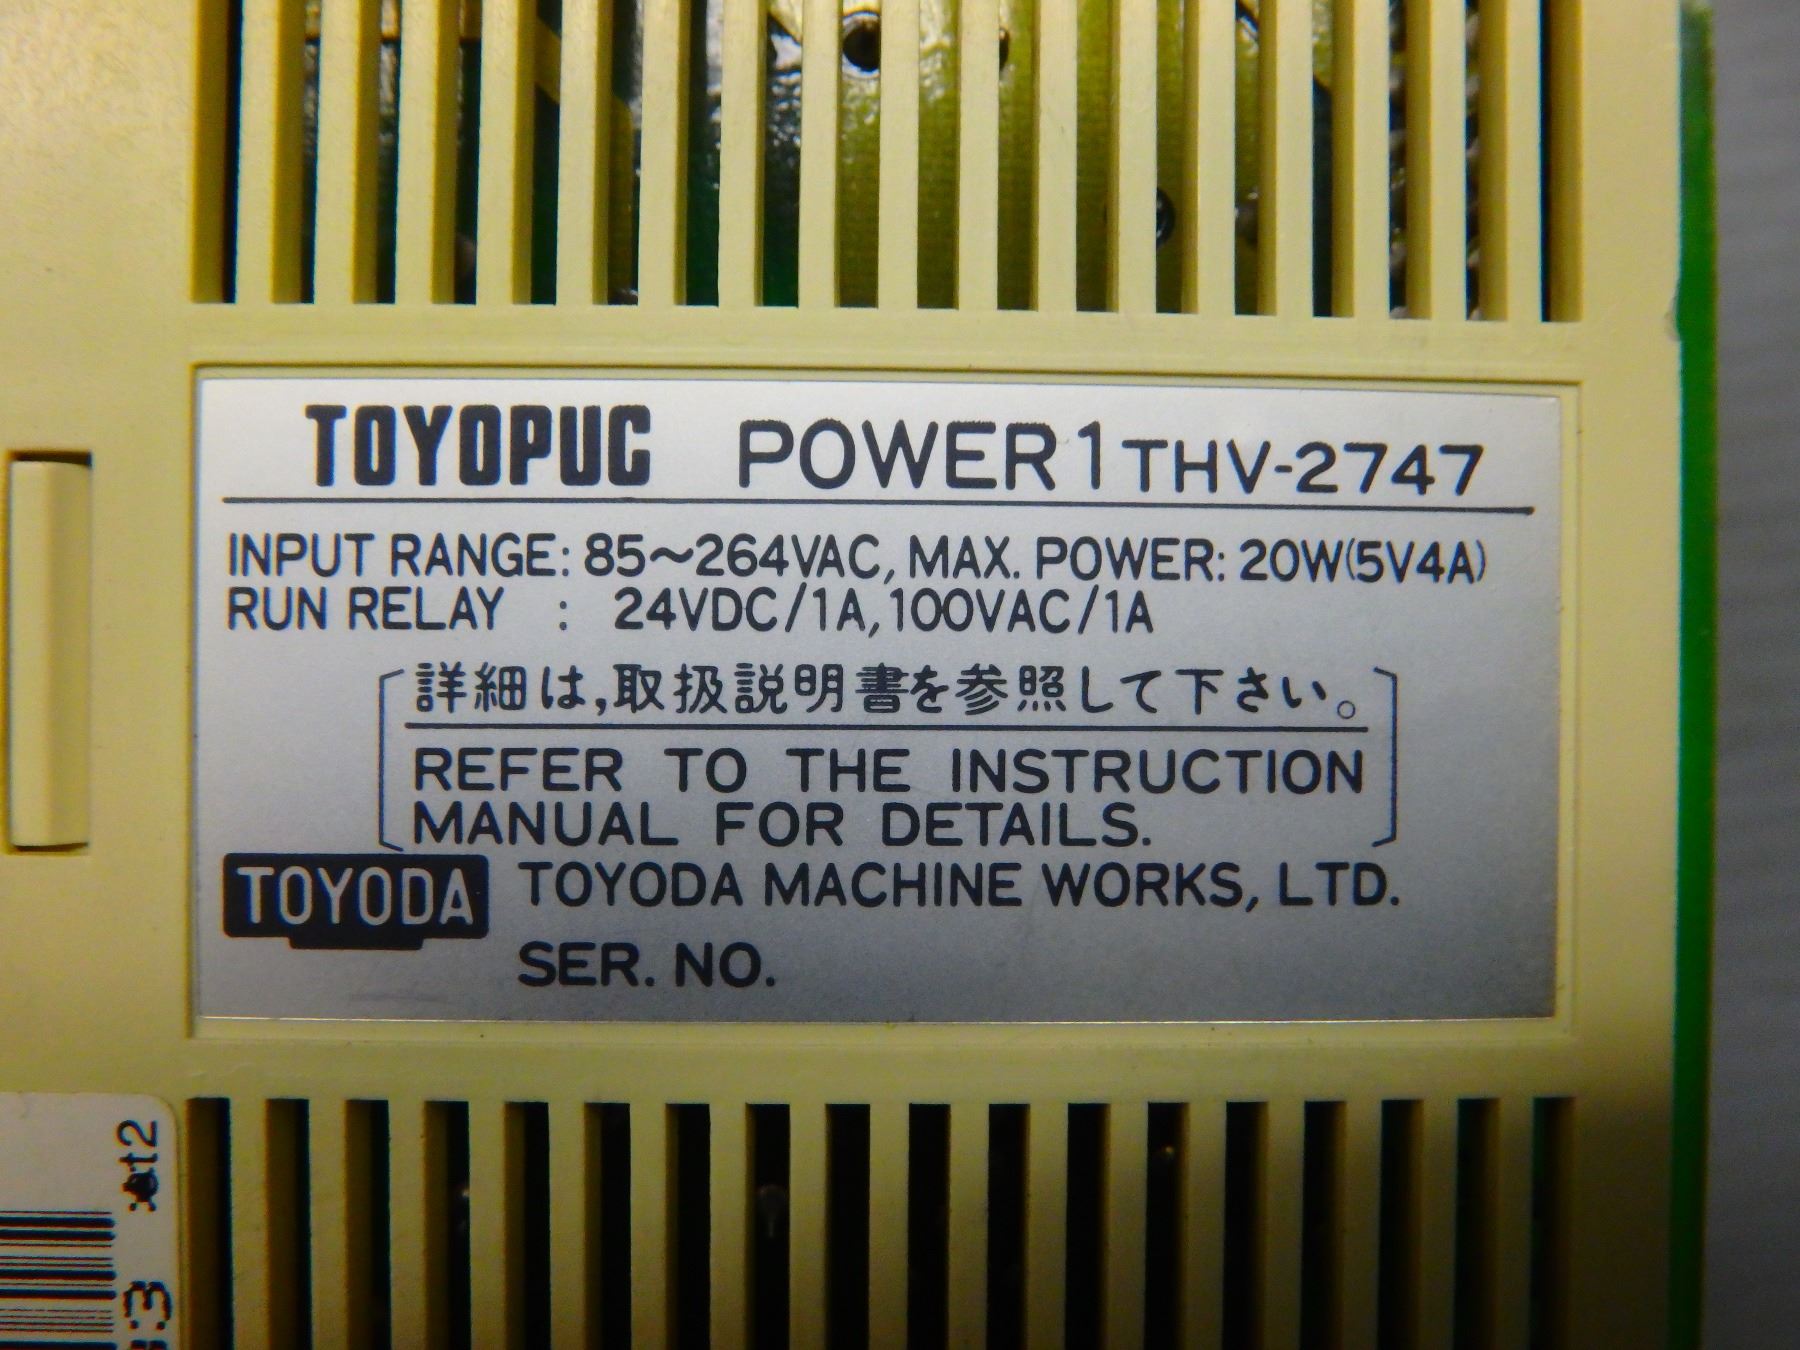 TOYOPUC POWER1 THV-2747
INPUT RANGE: 85~264VAC, MAX. POWER: 20W(5V4A)
RUN RELAY : 24VDC/1A, 100VAC/1A
詳細は,取扱説明書を参照して下さい。
REFER TO THE INSTRUCTION
MANUAL FOR DETAILS.
TOYODA TOYODA MACHINE WORKS, LTD.
SER. NO.